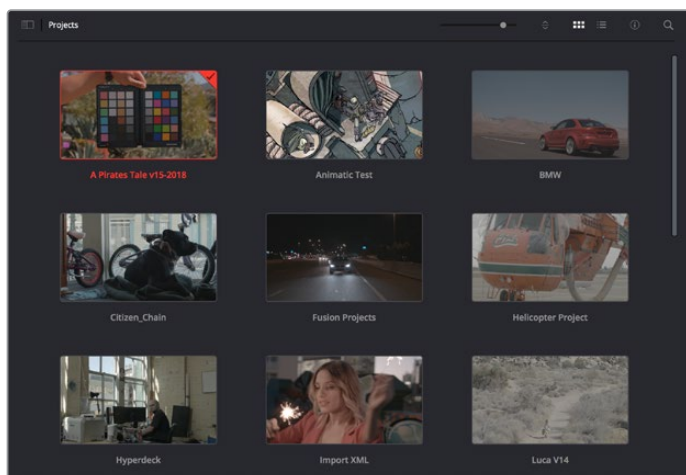 Projects
A Pirates Tale v15-2018
Animatic Test
BMW
Citizen_Chain
Fusion Projects
Helicopter Project
Hyperdeck
Import XML
Luca V14